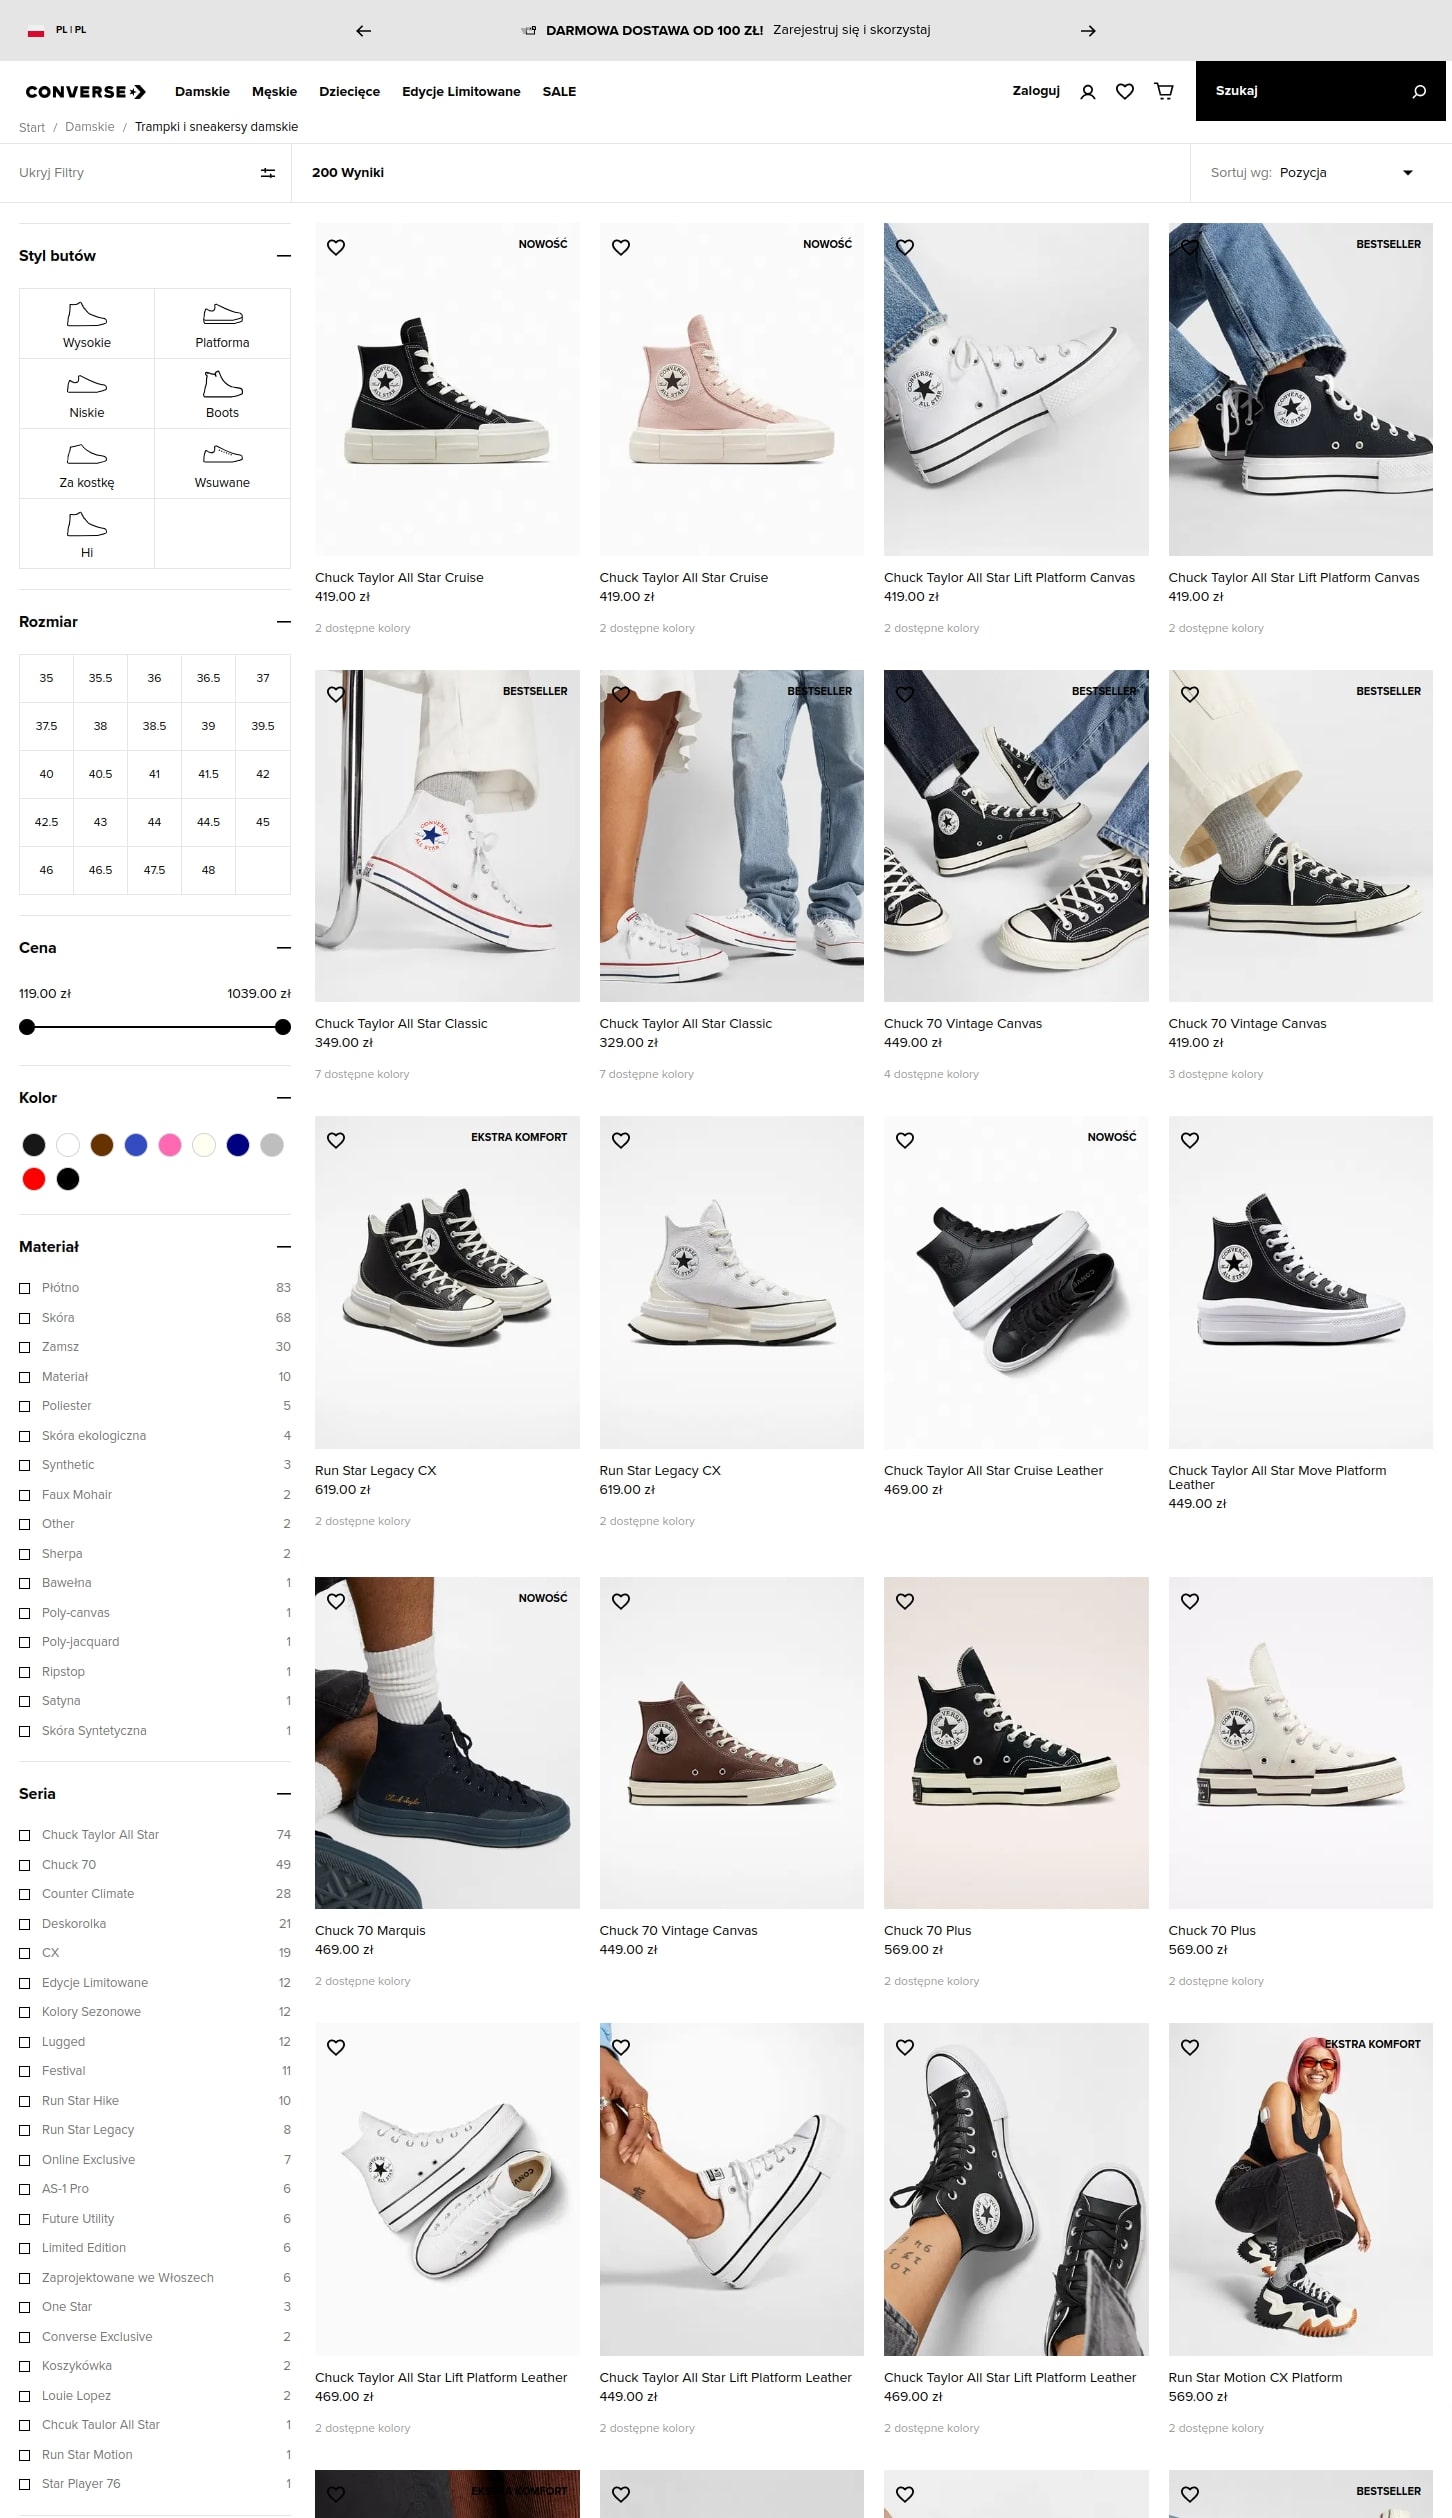 PL | PL
DARMOWA DOSTAWA OD 100 ZŁ! Zarejestruj się i skorzystaj
CONVERSE
Damskie Męskie Dziecięce Edycje Limitowane SALE
Zaloguj
Szukaj
Start / Damskie / Trampki i sneakersy damskie
Ukryj Filtry
200 Wyniki
Sortuj wg: Pozycja
Styl butów
Wysokie Platforma
Niskie Boots
Za kostkę Wsuwane
Hi
Rozmiar
35 35.5 36 36.5 37
37.5 38 38.5 39 39.5
40 40.5 41 41.5 42
42.5 43 44 44.5 45
46 46.5 47.5 48
Cena
119.00 zł 1039.00 zł
Kolor
Materiał
Płótno 83
Skóra 68
Zamsz 30
Materiał 10
Poliester 5
Skóra ekologiczna 4
Synthetic 3
Faux Mohair 2
Other 2
Sherpa 2
Bawełna 1
Poly-canvas 1
Poly-jacquard 1
Ripstop 1
Satyna 1
Skóra Syntetyczna 1
Seria
Chuck Taylor All Star 74
Chuck 70 49
Counter Climate 28
Deskorolka 21
CX 19
Edycje Limitowane 12
Kolory Sezonowe 12
Lugged 12
Festival 11
Run Star Hike 10
Run Star Legacy 8
Online Exclusive 7
AS-1 Pro 6
Future Utility 6
Limited Edition 6
Zaprojektowane we Włoszech 6
One Star 3
Converse Exclusive 2
Koszykówka 2
Louie Lopez 2
Chcuk Taulor All Star 1
Run Star Motion 1
Star Player 76 1
NOWOŚĆ
Chuck Taylor All Star Cruise
419.00 zł
2 dostępne kolory
NOWOŚĆ
Chuck Taylor All Star Cruise
419.00 zł
2 dostępne kolory
Chuck Taylor All Star Lift Platform Canvas
419.00 zł
2 dostępne kolory
BESTSELLER
Chuck Taylor All Star Lift Platform Canvas
419.00 zł
2 dostępne kolory
BESTSELLER
Chuck Taylor All Star Classic
349.00 zł
7 dostępne kolory
BESTSELLER
Chuck Taylor All Star Classic
329.00 zł
7 dostępne kolory
BESTSELLER
Chuck 70 Vintage Canvas
449.00 zł
4 dostępne kolory
BESTSELLER
Chuck 70 Vintage Canvas
419.00 zł
3 dostępne kolory
EKSTRA KOMFORT
Run Star Legacy CX
619.00 zł
2 dostępne kolory
Run Star Legacy CX
619.00 zł
2 dostępne kolory
NOWOŚĆ
Chuck Taylor All Star Cruise Leather
469.00 zł
Chuck Taylor All Star Move Platform
Leather
449.00 zł
NOWOŚĆ
Chuck 70 Marquis
469.00 zł
2 dostępne kolory
Chuck 70 Vintage Canvas
449.00 zł
Chuck 70 Plus
569.00 zł
2 dostępne kolory
Chuck 70 Plus
569.00 zł
2 dostępne kolory
Chuck Taylor All Star Lift Platform Leather
469.00 zł
2 dostępne kolory
Chuck Taylor All Star Lift Platform Leather
449.00 zł
2 dostępne kolory
Chuck Taylor All Star Lift Platform Leather
469.00 zł
2 dostępne kolory
EKSTRA KOMFORT
Run Star Motion CX Platform
569.00 zł
2 dostępne kolory
EKSTRA KOMFORT
BESTSELLER